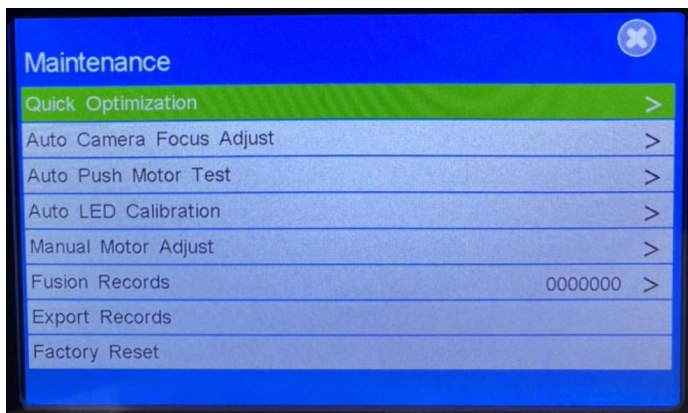 Maintenance
Quick Optimization >
Auto Camera Focus Adjust >
Auto Push Motor Test >
Auto LED Calibration >
Manual Motor Adjust >
Fusion Records 0000000 >
Export Records
Factory Reset